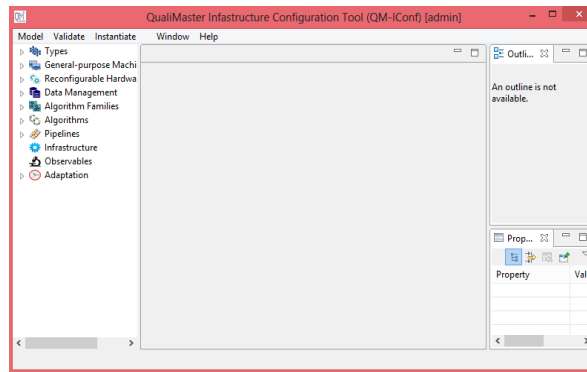 QM QualiMaster Infastructure Configuration Tool (QM-IConf) [admin]
Model Validate Instantiate Window Help
Types
General-purpose Machi
Reconfigurable Hardwa
Data Management
Algorithm Families
Algorithms
Pipelines
Infrastructure
Observables
Adaptation
Outli...
An outline is not
available.
Prop...
Property Val